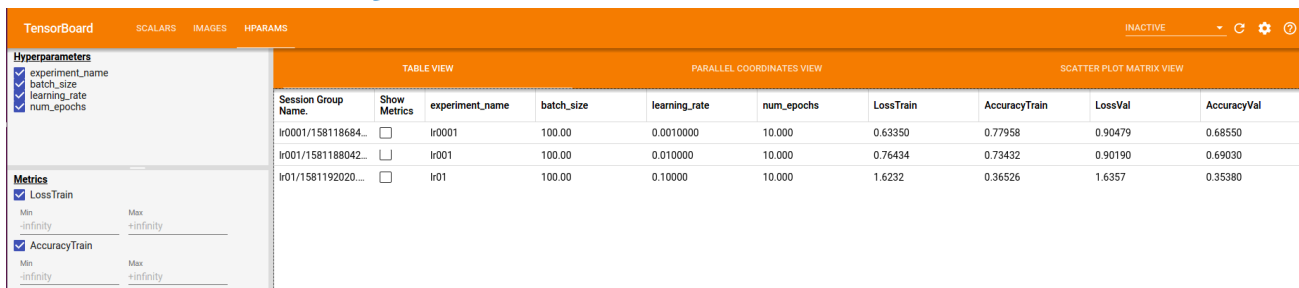 TensorBoard SCALARS IMAGES HPARAMS INACTIVE
Hyperparameters
experiment_name
batch_size
learning_rate
num_epochs
Metrics
LossTrain
Min Max
-infinity +infinity
AccuracyTrain
Min Max
-infinity +infinity
TABLE VIEW PARALLEL COORDINATES VIEW SCATTER PLOT MATRIX VIEW
Session Group Name. Show Metrics experiment_name batch_size learning_rate num_epochs LossTrain AccuracyTrain LossVal AccuracyVal
lr0001/158118684... lr0001 100.00 0.0010000 10.000 0.63350 0.77958 0.90479 0.68550
lr001/1581188042... lr001 100.00 0.010000 10.000 0.76434 0.73432 0.90190 0.69030
lr01/1581192020.... lr01 100.00 0.10000 10.000 1.6232 0.36526 1.6357 0.35380